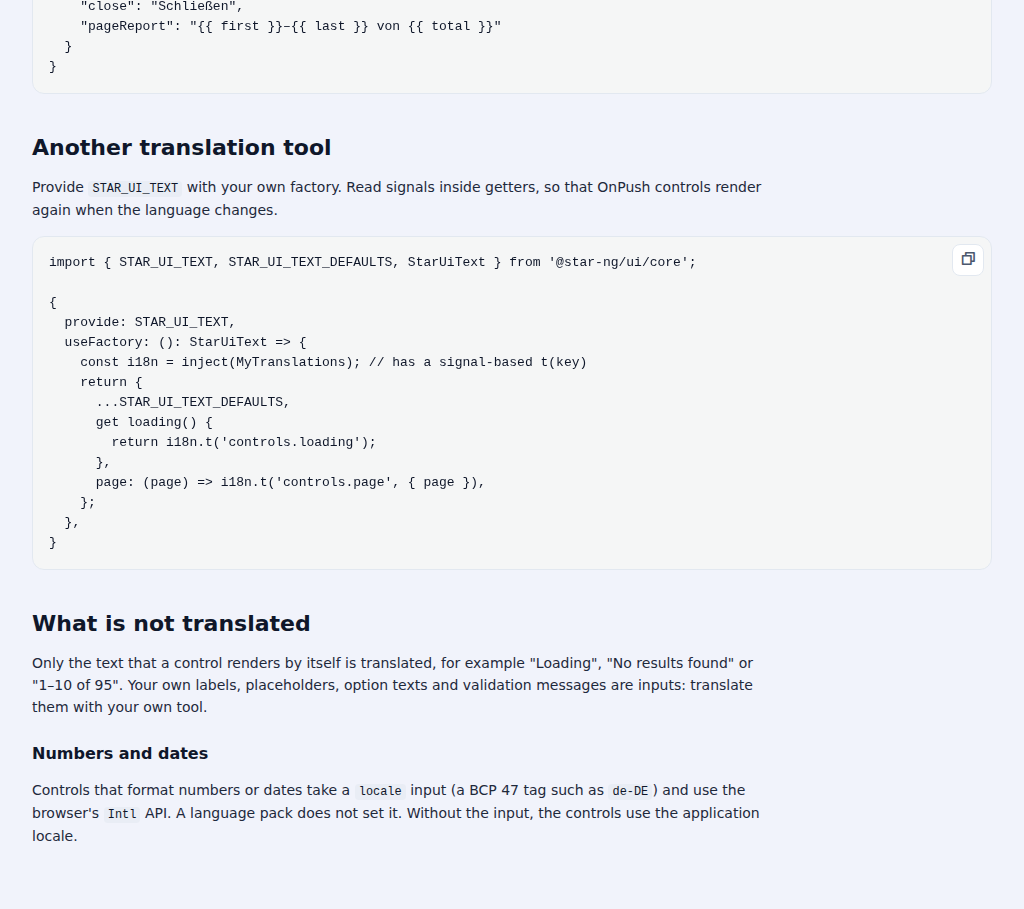 "close": "Schließen",
"pageReport": "{{ first }}–{{ last }} von {{ total }}"
}
}
Another translation tool
Provide STAR_UI_TEXT with your own factory. Read signals inside getters, so that OnPush controls render
again when the language changes.
import { STAR_UI_TEXT, STAR_UI_TEXT_DEFAULTS, StarUiText } from '@star-ng/ui/core';
{
provide: STAR_UI_TEXT,
useFactory: (): StarUiText => {
const i18n = inject(MyTranslations); // has a signal-based t(key)
return {
...STAR_UI_TEXT_DEFAULTS,
get loading() {
return i18n.t('controls.loading');
},
page: (page) => i18n.t('controls.page', { page }),
};
},
}
What is not translated
Only the text that a control renders by itself is translated, for example "Loading", "No results found" or
"1–10 of 95". Your own labels, placeholders, option texts and validation messages are inputs: translate
them with your own tool.
Numbers and dates
Controls that format numbers or dates take a locale input (a BCP 47 tag such as de-DE ) and use the
browser's Intl API. A language pack does not set it. Without the input, the controls use the application
locale.